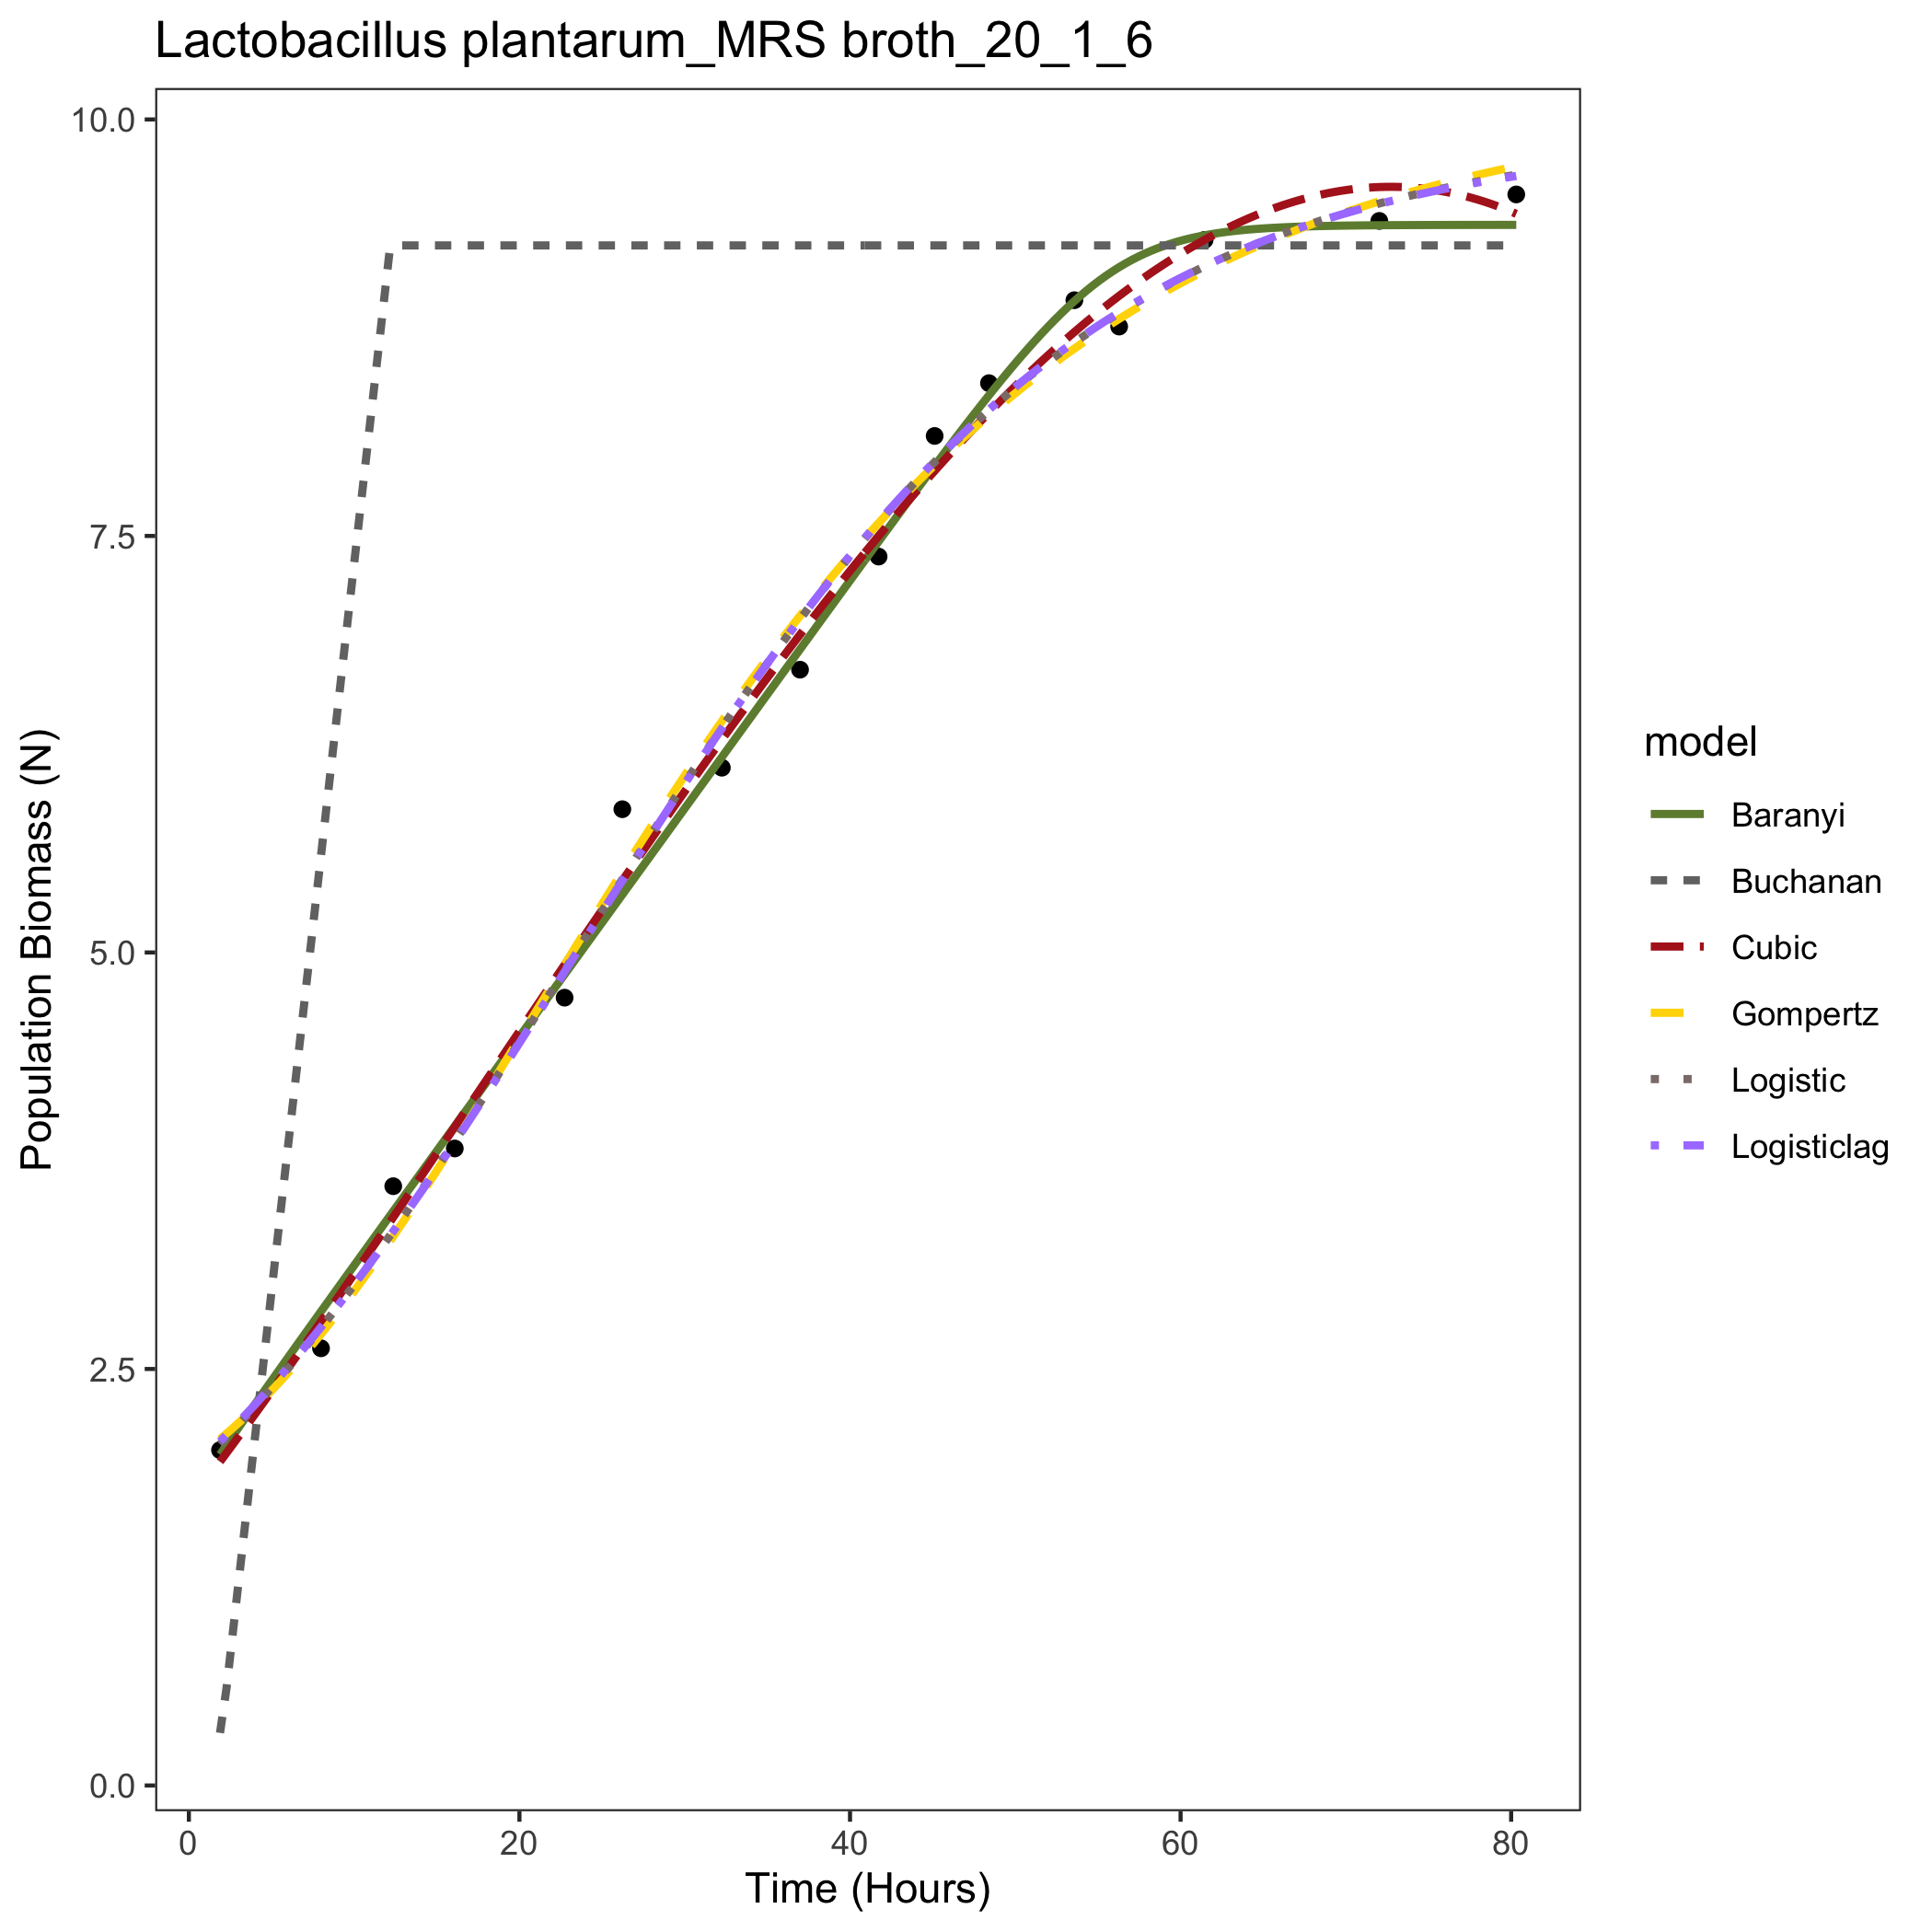 Lactobacillus plantarum_MRS broth_20_1_6
10.0
7.5
5.0
2.5
0.0
Population Biomass (N)
0 20 40 60 80
Time (Hours)
model
Baranyi
Buchanan
Cubic
Gompertz
Logistic
Logisticlag